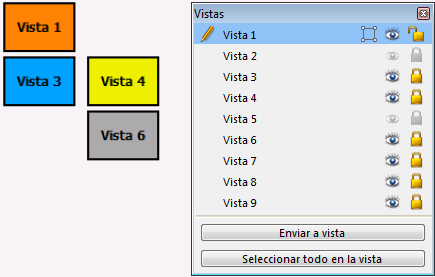 Vista 1
Vista 3
Vista 4
Vista 6
Vistas
Vista 1
Vista 2
Vista 3
Vista 4
Vista 5
Vista 6
Vista 7
Vista 8
Vista 9
Enviar a vista
Seleccionar todo en la vista